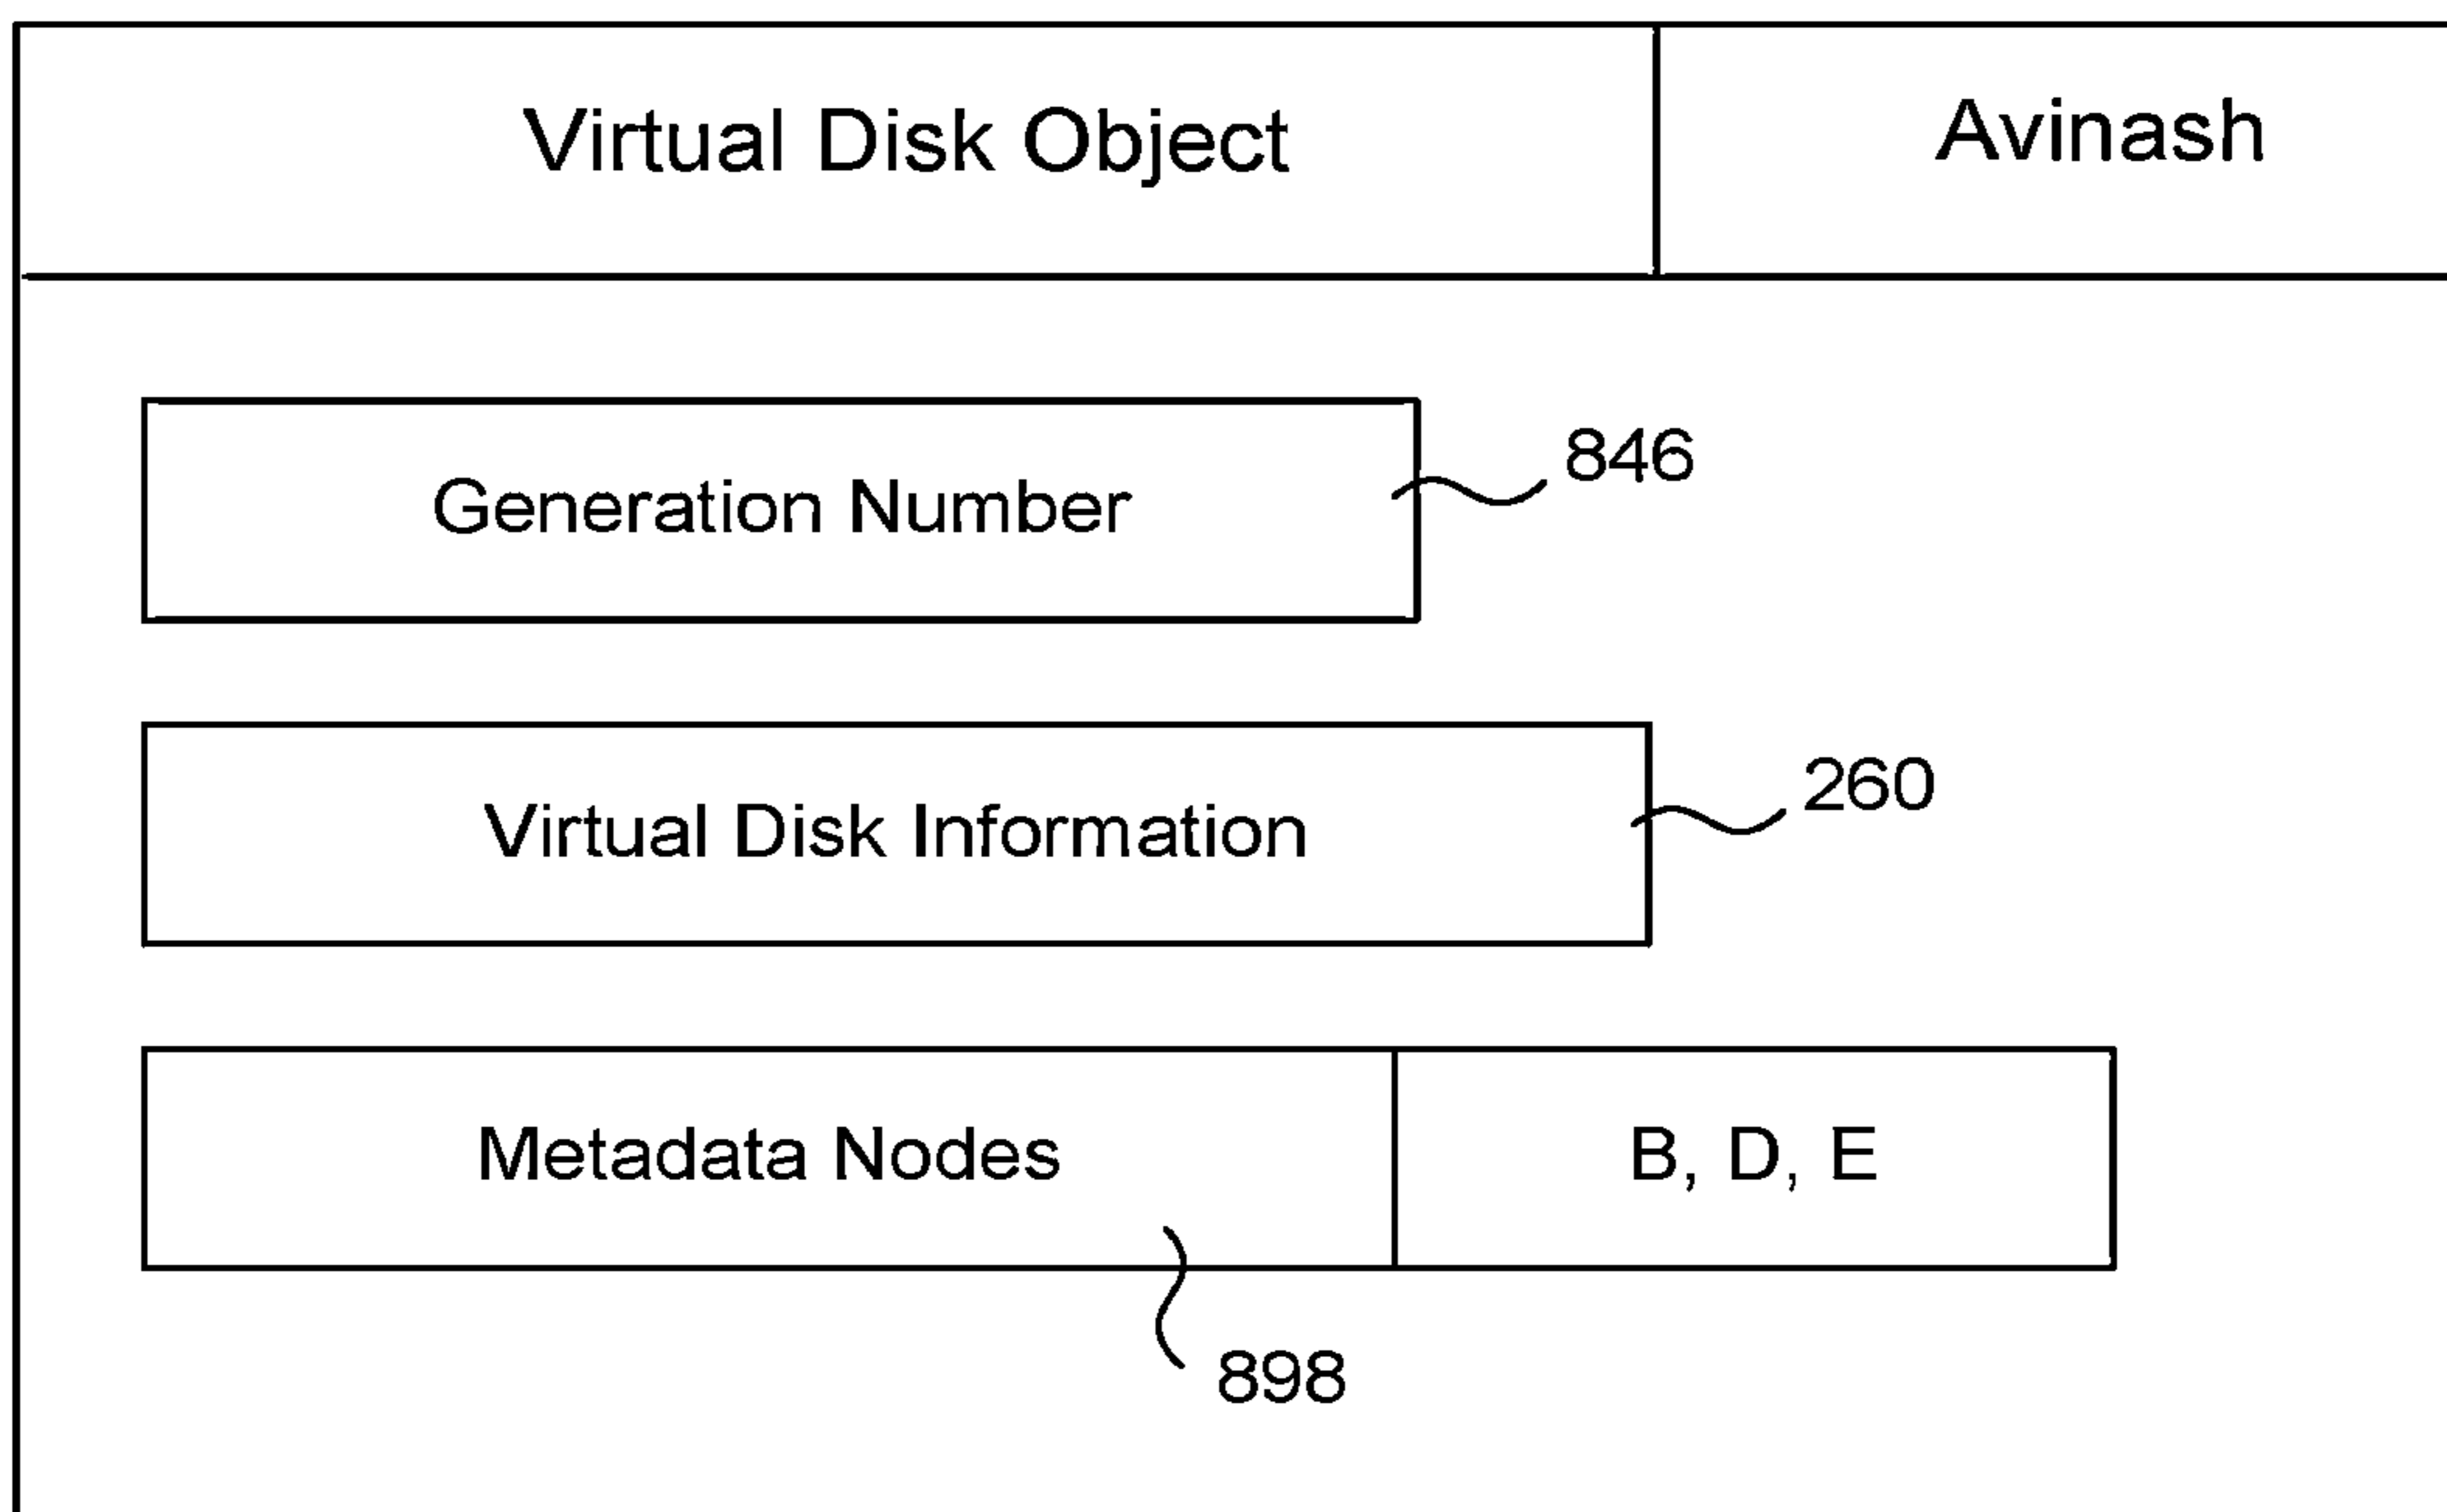 Virtual Disk Object Avinash
Generation Number 846
Virtual Disk Information 260
Metadata Nodes B, D, E
898